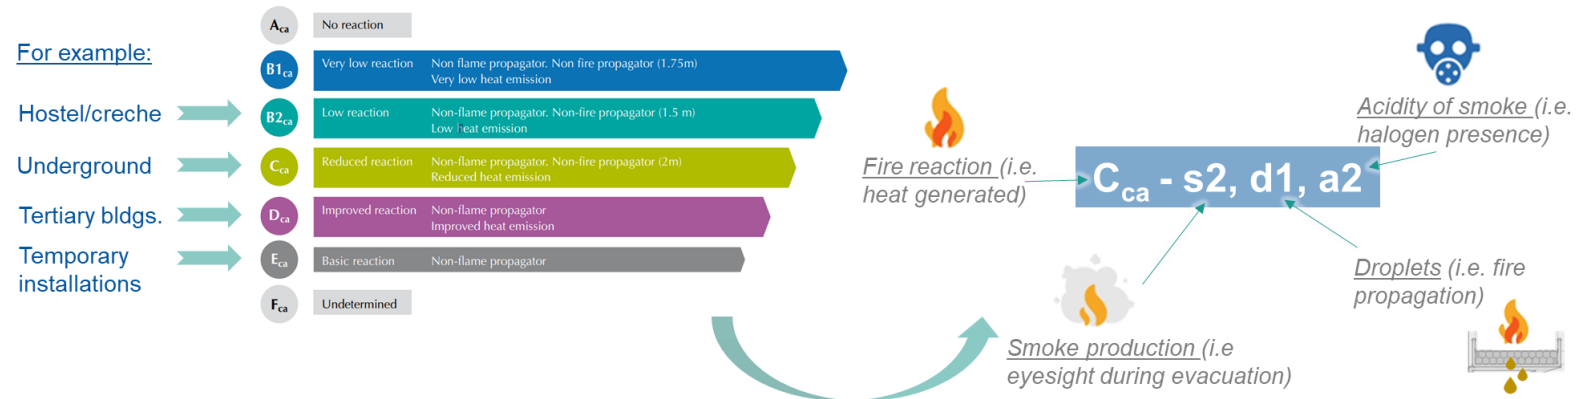 For example:
Hostel/creche
Underground
Tertiary bldgs.
Temporary
installations
Aca
No reaction
B1ca
Very low reaction
Non flame propagator. Non fire propagator (1.75m)
Very low heat emission
B2ca
Low reaction
Non-flame propagator. Non-fire propagator (1.5 m)
Low heat emission
Cca
Reduced reaction
Non-flame propagator. Non-fire propagator (2m)
Reduced heat emission
Dca
Improved reaction
Non-flame propagator
Improved heat emission
Eca
Basic reaction
Non-flame propagator
Fca
Undetermined
Fire reaction (i.e.
heat generated)
Acidity of smoke (i.e.
halogen presence)
Cca - s2, d1, a2
Smoke production (i.e
eyesight during evacuation)
Droplets (i.e. fire
propagation)